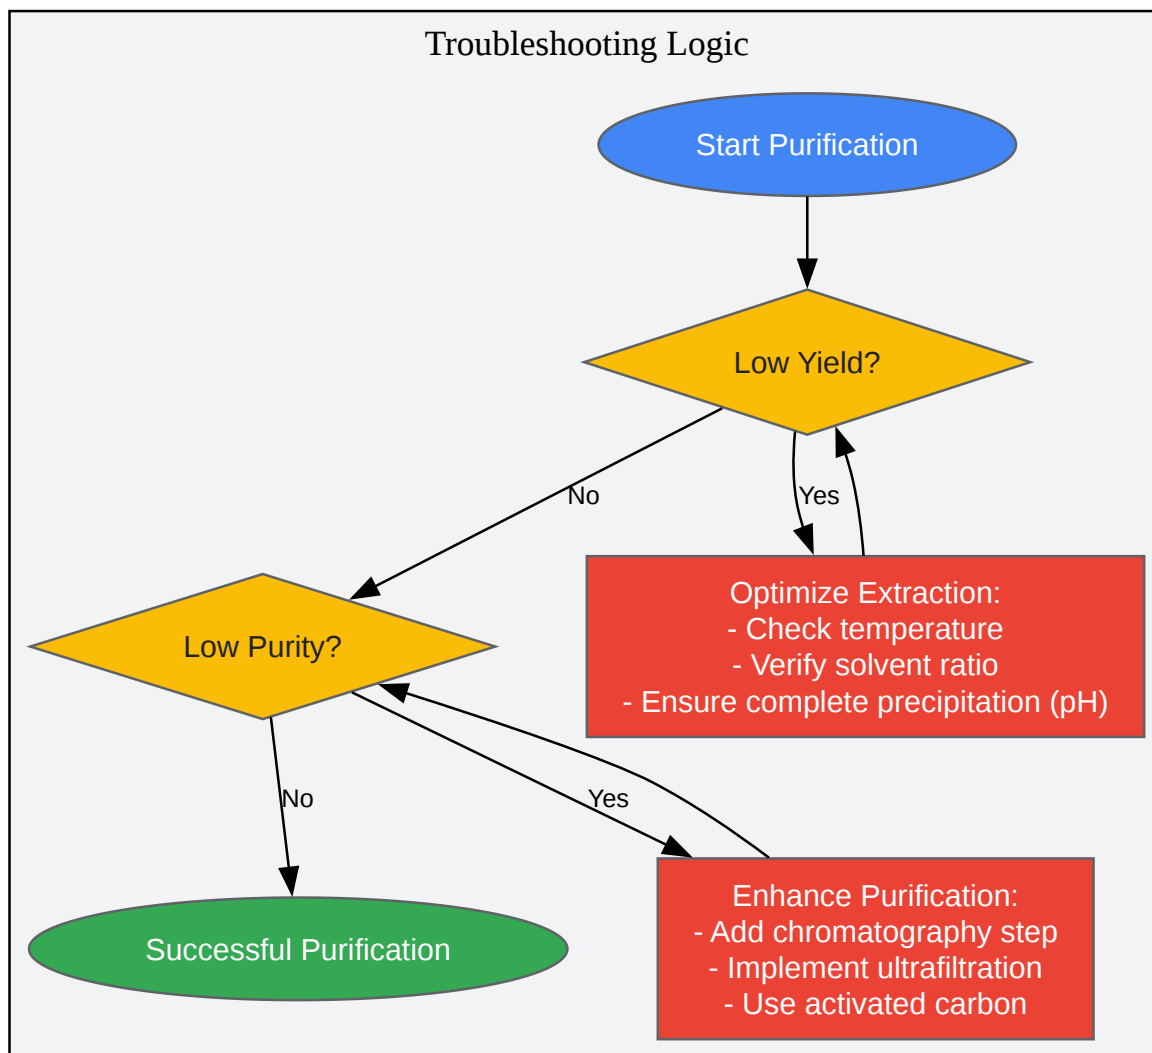 Troubleshooting Logic
Start Purification
Low Yield?
No
Yes
Optimize Extraction:
- Check temperature
- Verify solvent ratio
- Ensure complete precipitation (pH)
Low Purity?
No
Yes
Enhance Purification:
- Add chromatography step
- Implement ultrafiltration
- Use activated carbon
Successful Purification